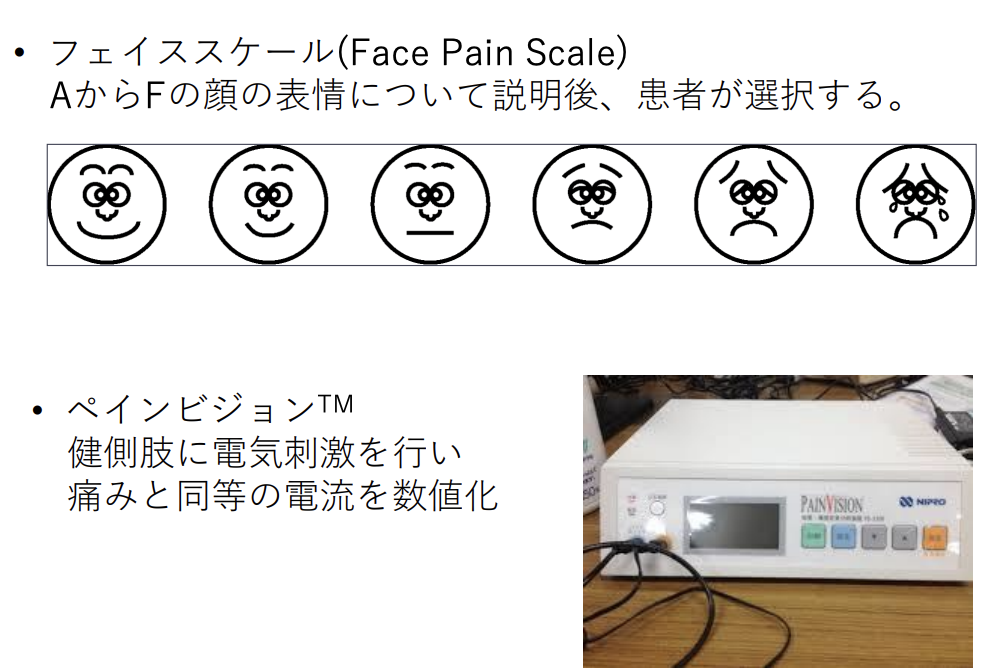 • フェイススケール(Face Pain Scale)
AからFの顔の表情について説明後、患者が選択する。
• ペインビジョンTM
健側肢に電気刺激を行い
痛みと同等の電流を数値化
PAINVISION
NIPRO